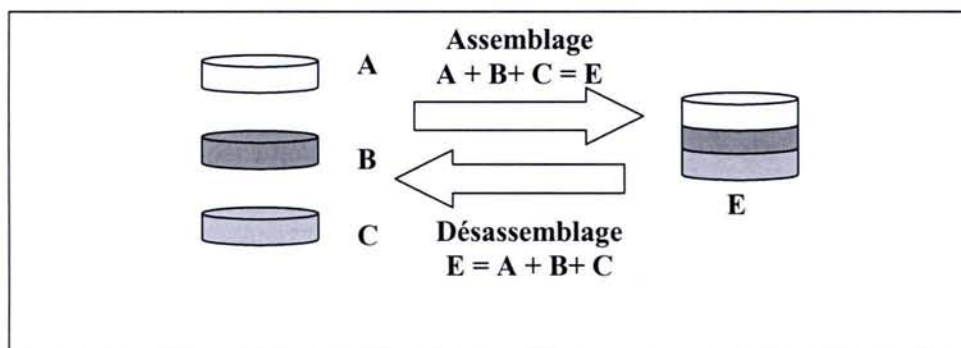 Assemblage
A + B+ C = E
A
B
C
E
Désassemblage
E = A + B+ C